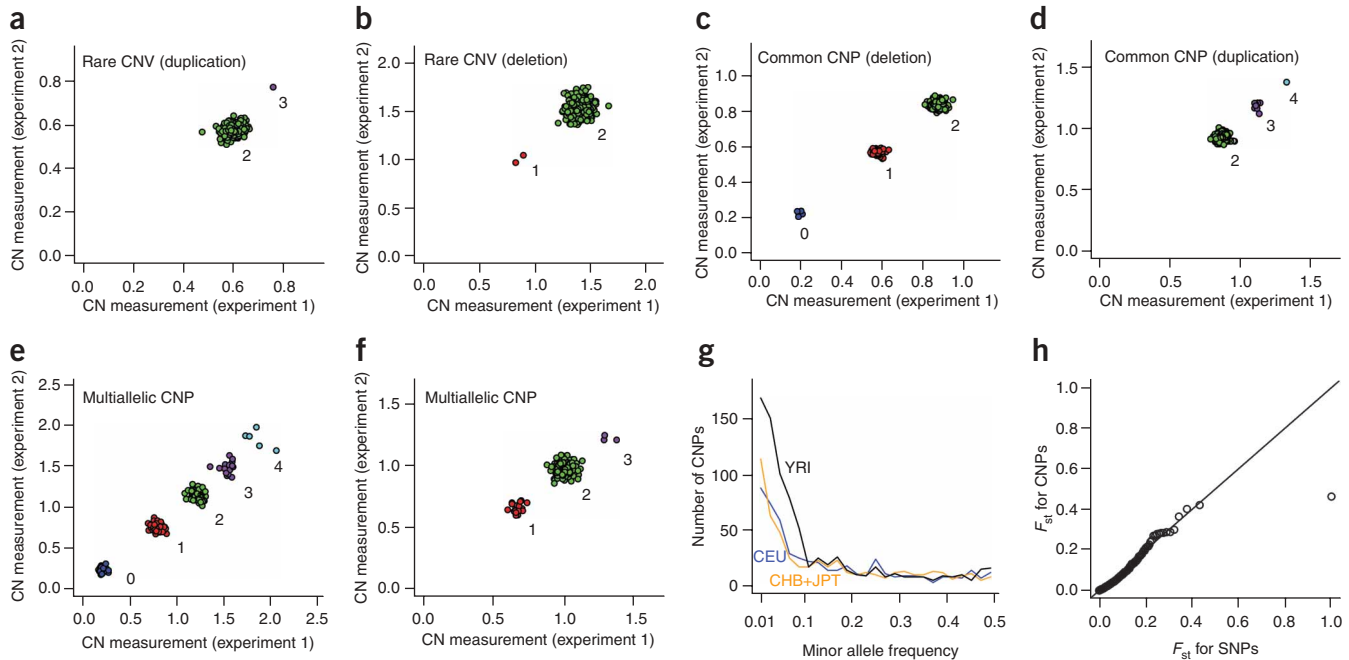 a
Rare CNV (duplication)
CN measurement (experiment 2)
0.8
0.6
0.4
0.2
0.0
3
2
0.0 0.2 0.4 0.6 0.8
CN measurement (experiment 1)
b
Rare CNV (deletion)
CN measurement (experiment 2)
2.0
1.5
1.0
0.5
0.0
2
1
0.0 0.5 1.0 1.5 2.0
CN measurement (experiment 1)
c
Common CNP (deletion)
CN measurement (experiment 2)
1.0
0.8
0.6
0.4
0.2
0.0
2
1
0
0.0 0.2 0.4 0.6 0.8 1.0
CN measurement (experiment 1)
d
Common CNP (duplication)
CN measurement (experiment 2)
1.5
1.0
0.5
0.0
4
3
2
0.0 0.5 1.0 1.5
CN measurement (experiment 1)
e
Multiallelic CNP
CN measurement (experiment 2)
2.5
2.0
1.5
1.0
0.5
0.0
4
3
2
1
0
0.0 0.5 1.0 1.5 2.0 2.5
CN measurement (experiment 1)
f
Multiallelic CNP
CN measurement (experiment 2)
1.5
1.0
0.5
0.0
3
2
1
0.0 0.5 1.0 1.5
CN measurement (experiment 1)
g
Number of CNPs
150
100
50
0
YRI
CEU
CHB+JPT
0.01 0.1 0.2 0.3 0.4 0.5
Minor allele frequency
h
Fst for CNPs
1.0
0.8
0.6
0.4
0.2
0.0
0.0 0.2 0.4 0.6 0.8 1.0
Fst for SNPs